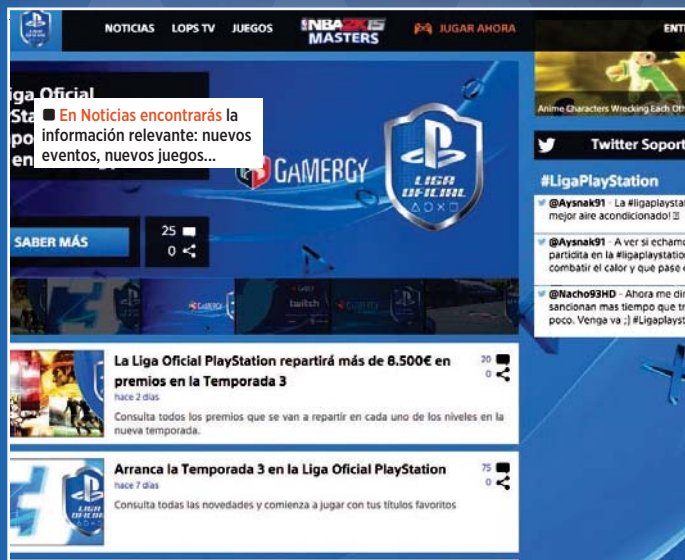 NOTICIAS LOPS TV JUEGOS NBA2K15 MASTERS JUGAR AHORA
iga Oficial
■ En Noticias encontrarás la
información relevante: nuevos
eventos, nuevos juegos...
en
GAMERGY
LIGA
OFICIAL
SABER MÁS
25
0
twitch
La Liga Oficial PlayStation repartirá más de 8.500€ en
premios en la Temporada 3
20
0
hace 2 días
Consulta todos los premios que se van a repartir en cada uno de los niveles en la
nueva temporada.
Arranca la Temporada 3 en la Liga Oficial PlayStation
75
0
hace 7 días
Consulta todas las novedades y comienza a jugar con tus títulos favoritos
LIGA
ENT
Anime Characters Wrecking Each Oth
Twitter Soport
#LigaPlayStation
@Aysnak91 - La #ligaplaystat
mejor aire acondicionado!
@Aysnak91 - A ver si echamo
partidita en la #ligaplaystatio
combatir el calor y que pase e
@Nacho93HD - Ahora me dir
sancionan mas tiempo que tr
poco. Venga va ;) #Ligaplayst